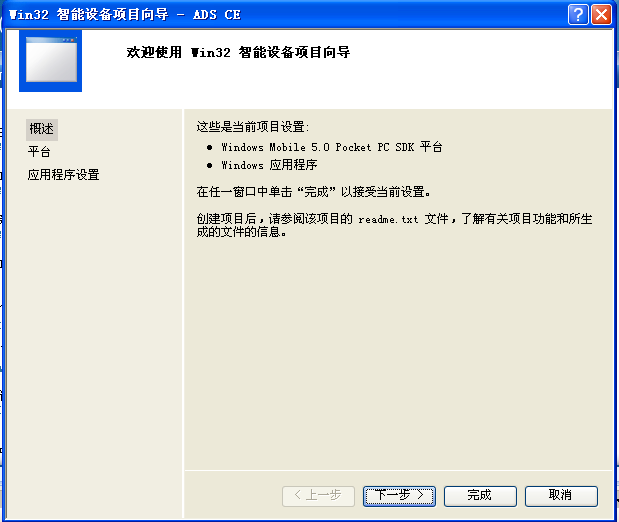 Win32 智能设备项目向导 - ADS CE
欢迎使用 Win32 智能设备项目向导
概述
平台
应用程序设置
这些是当前项目设置:
● Windows Mobile 5.0 Pocket PC SDK 平台
● Windows 应用程序
在任一窗口中单击“完成”以接受当前设置。
创建项目后，请参阅该项目的 readme.txt 文件，了解有关项目功能和所生
成的文件的信息。
< 上一步
下一步 >
完成
取消